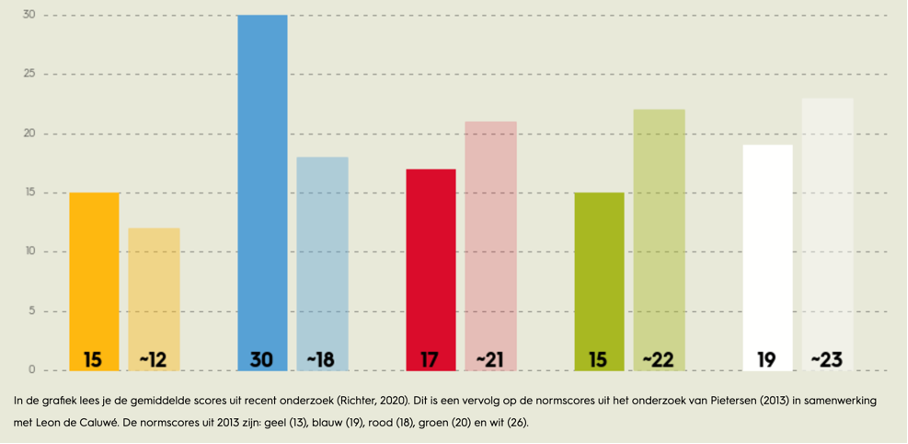 30
25
20
15
10
5
0
15 ~12 30 ~18 17 ~21 15 ~22 19 ~23
In de grafiek lees je de gemiddelde scores uit recent onderzoek (Richter, 2020). Dit is een vervolg op de normscores uit het onderzoek van Pietersen (2013) in samenwerking
met Leon de Caluwé. De normscores uit 2013 zijn: geel (13), blauw (19), rood (18), groen (20) en wit (26).